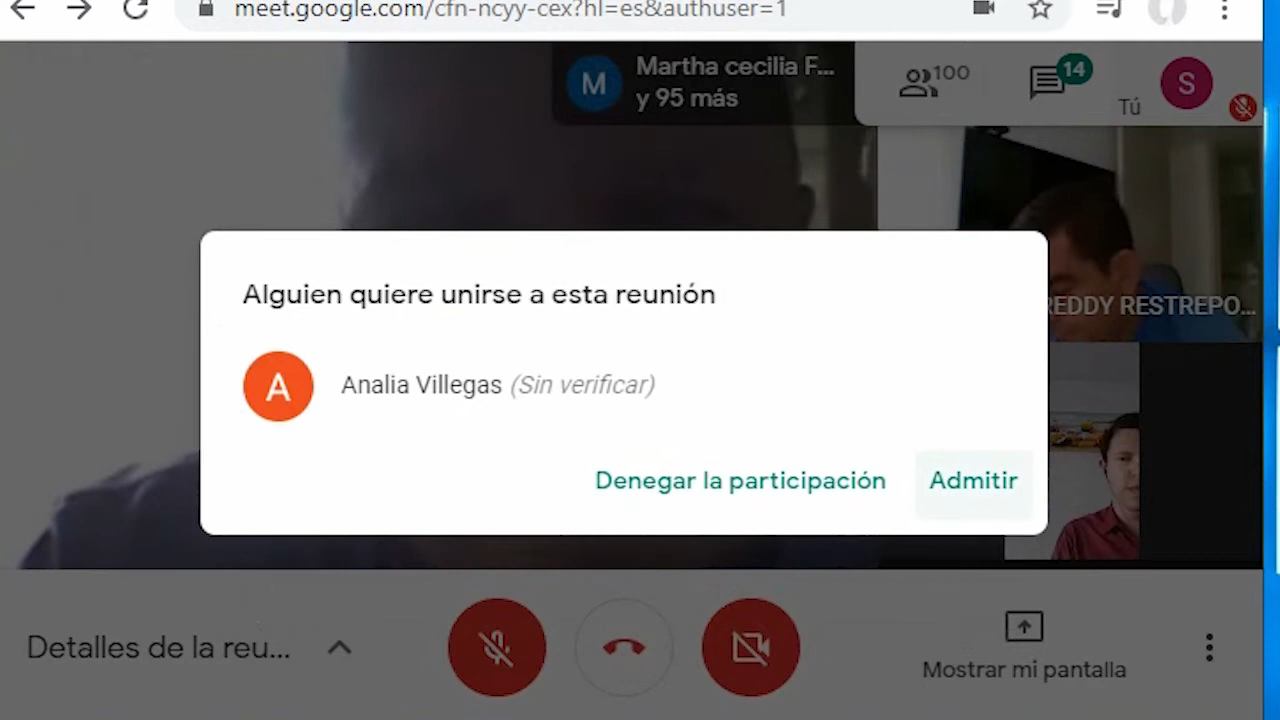 meet.google.com/cfn-ncyy-cex?hl=es&authuser=1
M
Martha cecilia F...
y 95 más
100
14
Tú
S
Alguien quiere unirse a esta reunión
A
Analia Villegas (Sin verificar)
Denegar la participación
Admitir
REDDY RESTREPO...
Detalles de la reu...
Mostrar mi pantalla